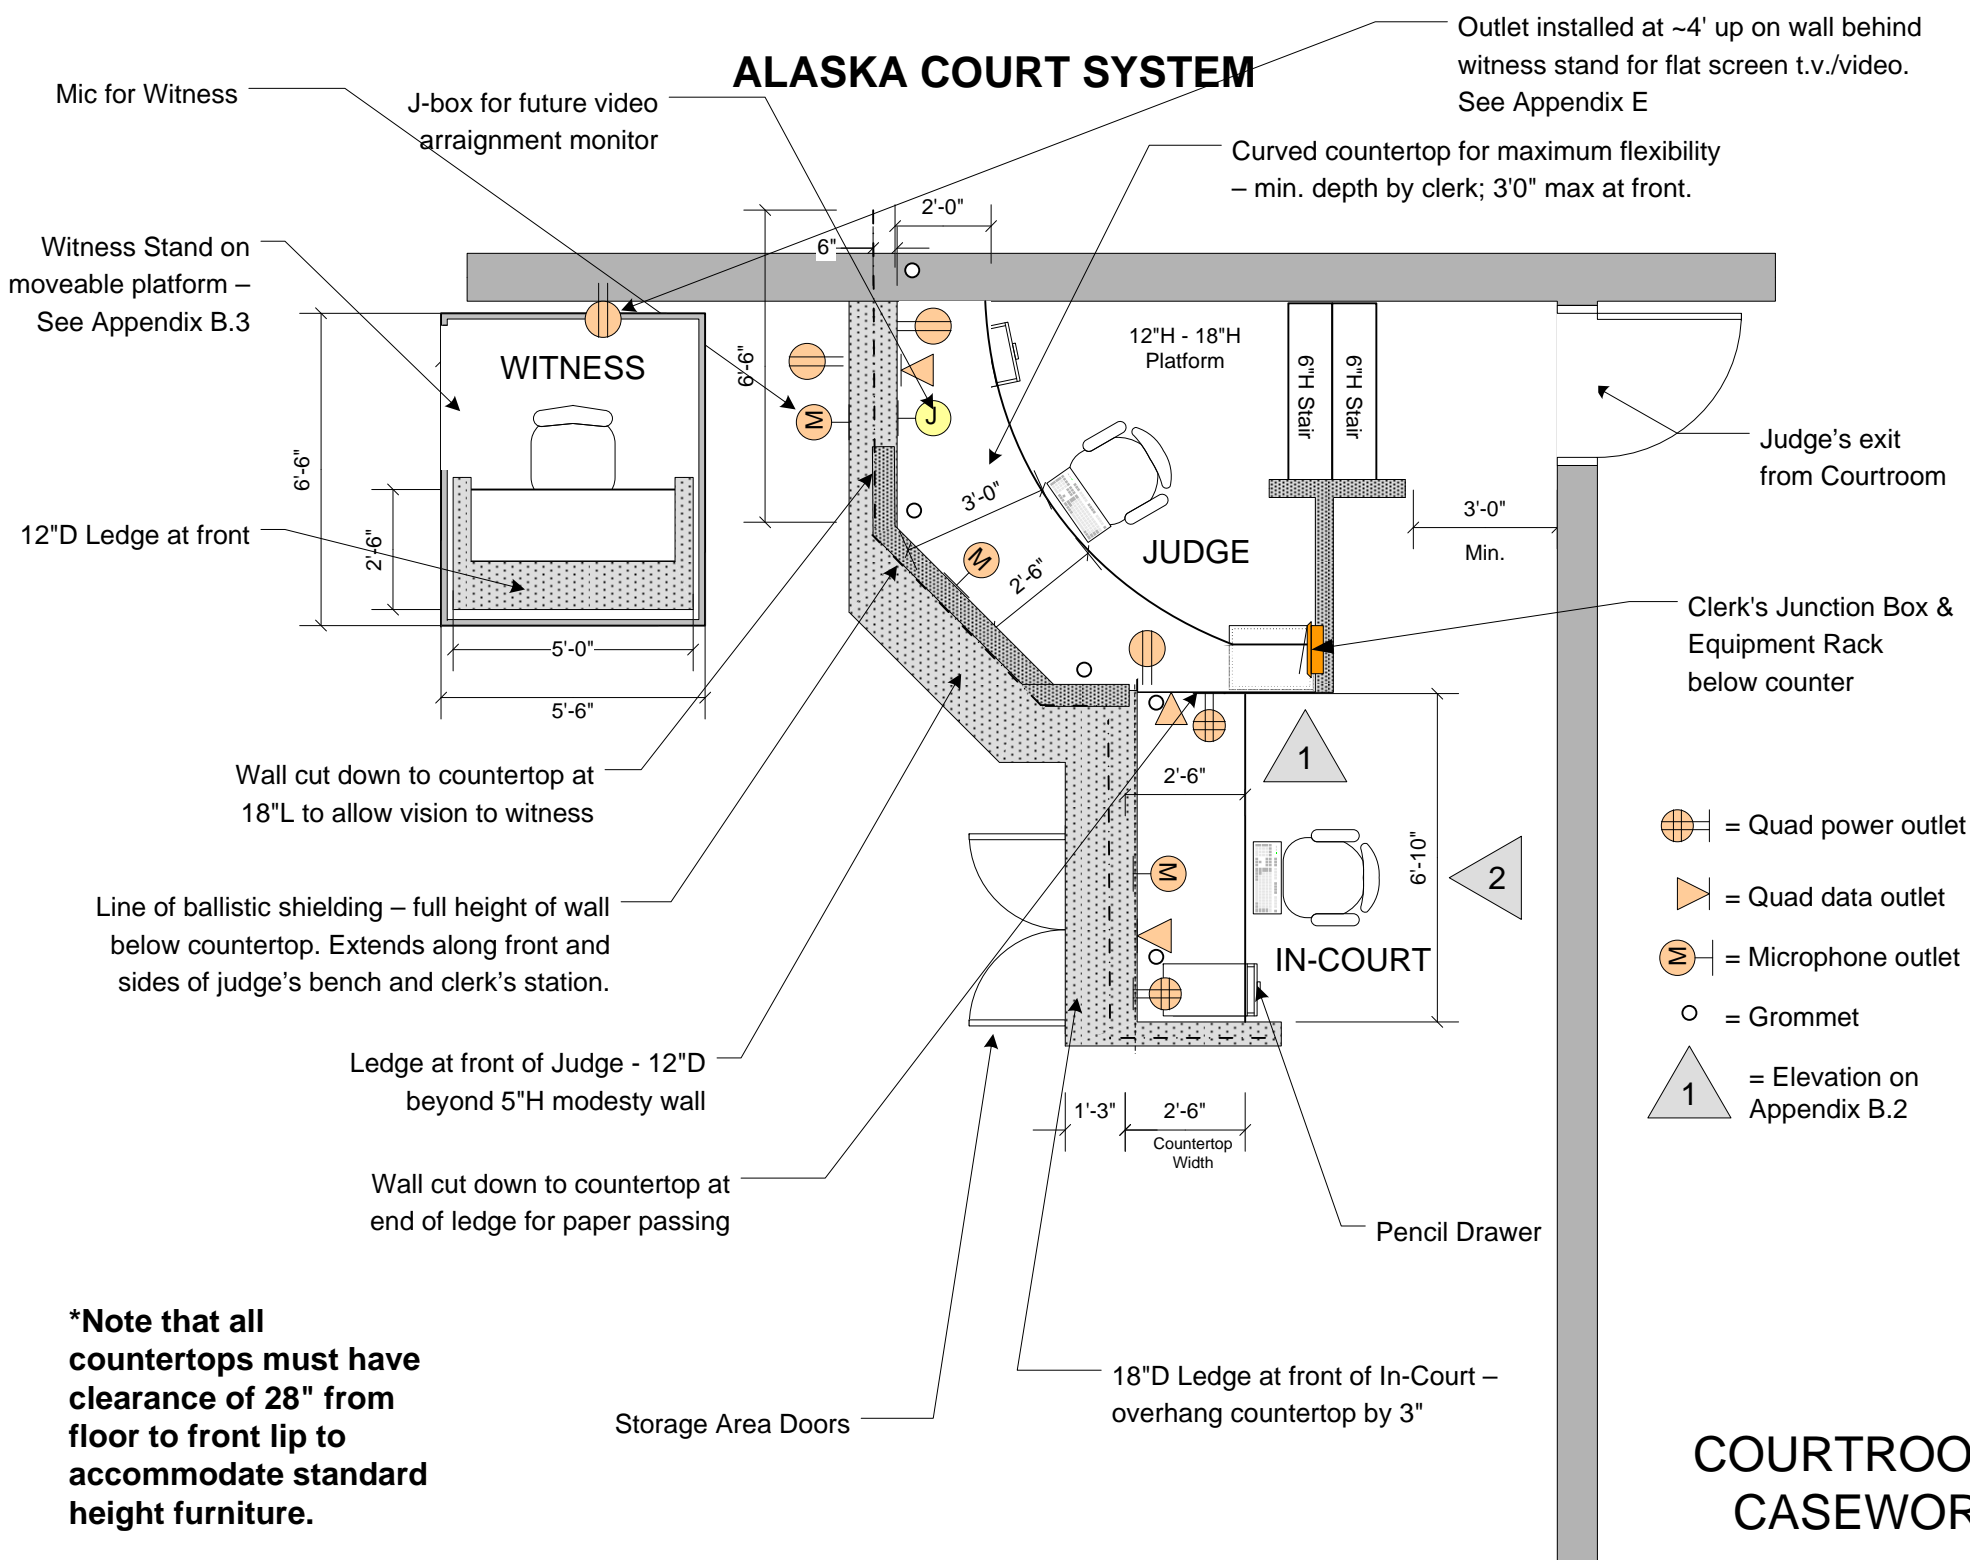 ALASKA COURT SYSTEM
Outlet installed at ~4' up on wall behind
witness stand for flat screen t.v./video.
See Appendix E
Mic for Witness
J-box for future video
arraignment monitor
Curved countertop for maximum flexibility
– min. depth by clerk; 3'0" max at front.
Witness Stand on
moveable platform –
See Appendix B.3
2'-0"
6"
6'-6"
12"H - 18"H
Platform
6"H Stair
6"H Stair
WITNESS
M
J
Judge's exit
from Courtroom
6'-6"
2'-6"
12"D Ledge at front
3'-0"
2'-6"
M
JUDGE
3'-0"
Min.
Clerk's Junction Box &
Equipment Rack
below counter
5'-0"
5'-6"
Wall cut down to countertop at
18"L to allow vision to witness
2'-6"
1
6'-10"
2
M
IN-COURT
= Quad power outlet
= Quad data outlet
M
= Microphone outlet
= Grommet
1
= Elevation on
Appendix B.2
Line of ballistic shielding – full height of wall
below countertop. Extends along front and
sides of judge's bench and clerk's station.
Ledge at front of Judge - 12"D
beyond 5"H modesty wall
1'-3"
2'-6"
Countertop
Width
Wall cut down to countertop at
end of ledge for paper passing
Pencil Drawer
*Note that all
countertops must have
clearance of 28" from
floor to front lip to
accommodate standard
height furniture.
Storage Area Doors
18"D Ledge at front of In-Court –
overhang countertop by 3"
COURTROO
CASEWOR